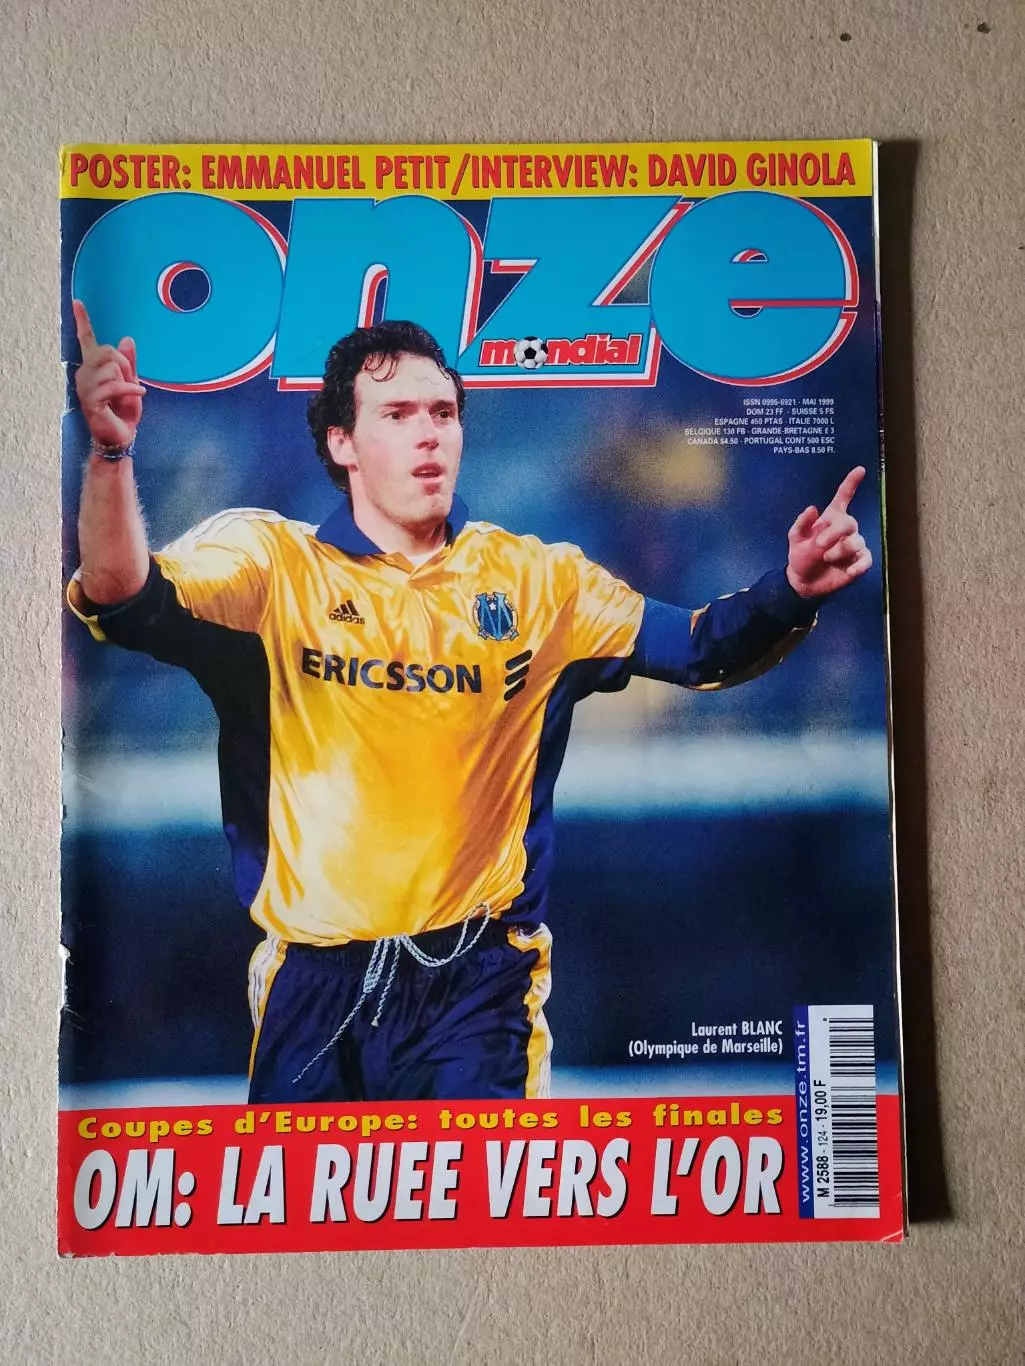 POSTER: EMMANUEL PETIT/INTERVIEW: DAVID GINOLA
onze
mondial
ISSN 0995-6921 - MAI 1999
DOM 23 FF. - SUISSE 5 FS
ESPAGNE 450 PTAS - ITALIE 7000 L
BELGIQUE 130 FB - GRANDE-BRETAGNE £ 3
CANADA $4.50 - PORTUGAL CONT 500 ESC
PAYS-BAS 8.50 Fl.
adidas
ERICSSON
Laurent BLANC
(Olympique de Marseille)
www.onze.tm.fr
M 2588 - 124 - 19,00 F
Coupes d'Europe: toutes les finales
OM: LA RUEE VERS L'OR